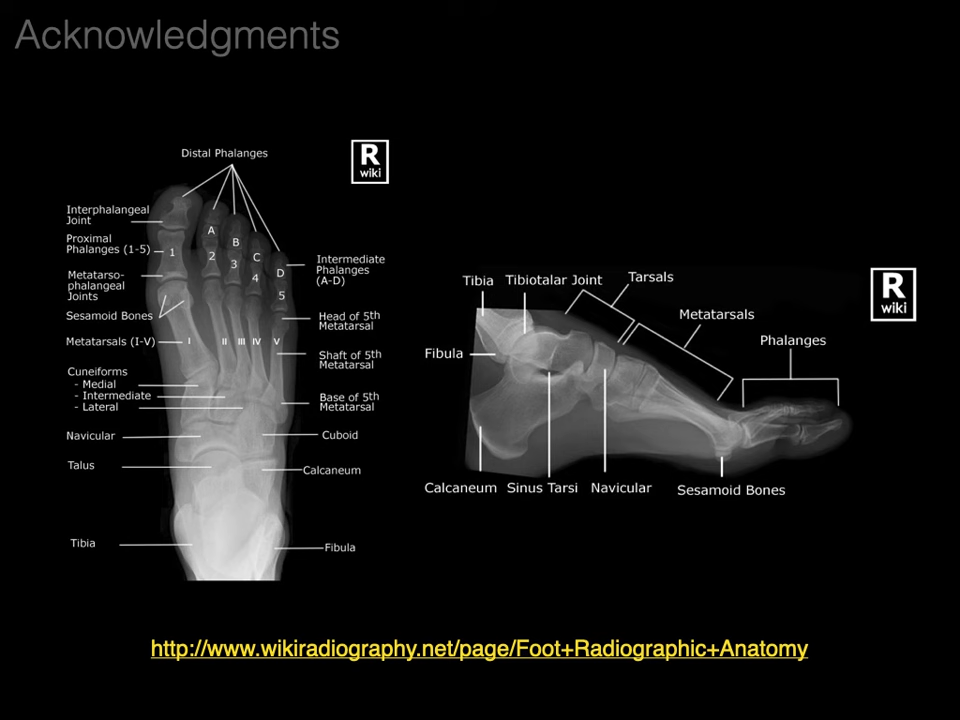 Acknowledgments
Distal Phalanges
R
wiki
Interphalangeal
Joint
Proximal
Phalanges (1-5)
Metatarso-
phalangeal
Joints
Sesamoid Bones
Metatarsals (I-V)
Cuneiforms
- Medial
- Intermediate
- Lateral
Navicular
Talus
Tibia
A
B
C
D
1
2
3
4
5
I
II
III
IV
V
Intermediate
Phalanges
(A-D)
Head of 5th
Metatarsal
Shaft of 5th
Metatarsal
Base of 5th
Metatarsal
Cuboid
Calcaneum
Fibula
Tibia
Tibiotalar Joint
Tarsals
R
wiki
Metatarsals
Phalanges
Fibula
Calcaneum
Sinus Tarsi
Navicular
Sesamoid Bones
http://www.wikiradiography.net/page/Foot+Radiographic+Anatomy